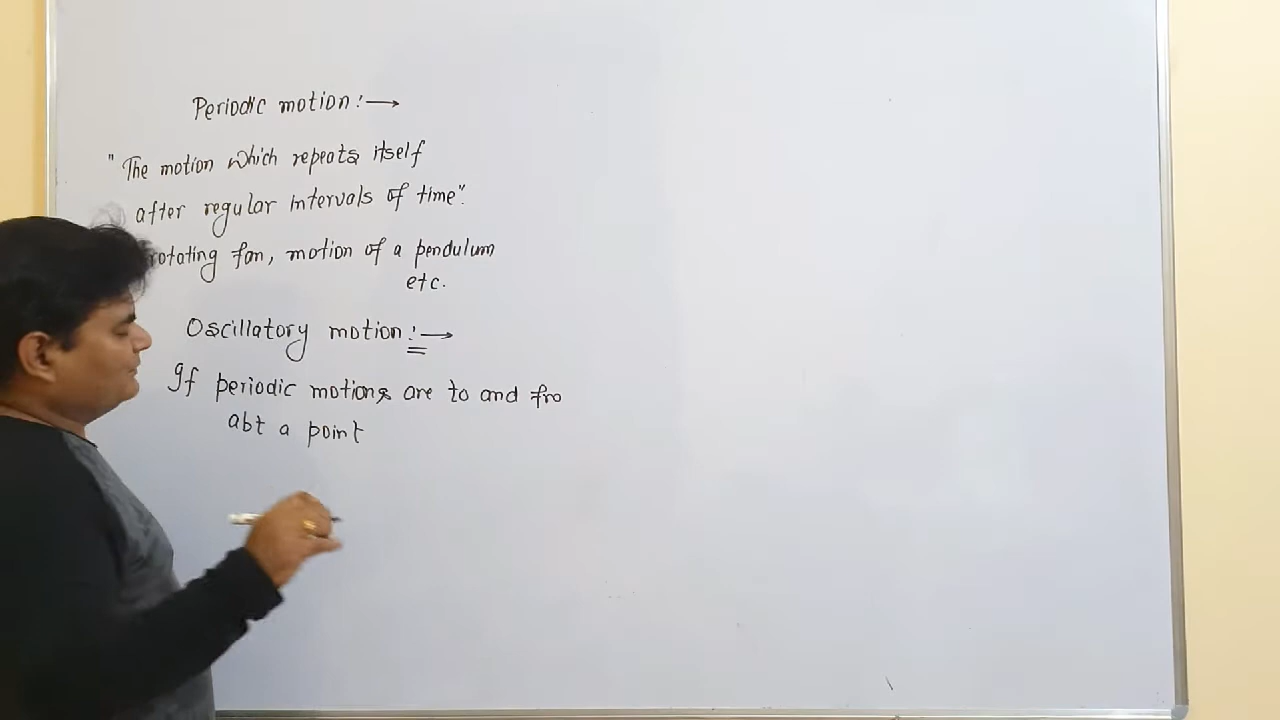 Periodic motion:→
"The motion which repeats itself
after regular intervals of time".
rotating fan, motion of a pendulum
etc.
Oscillatory motion:→
If periodic motions are to and fro
abt a point